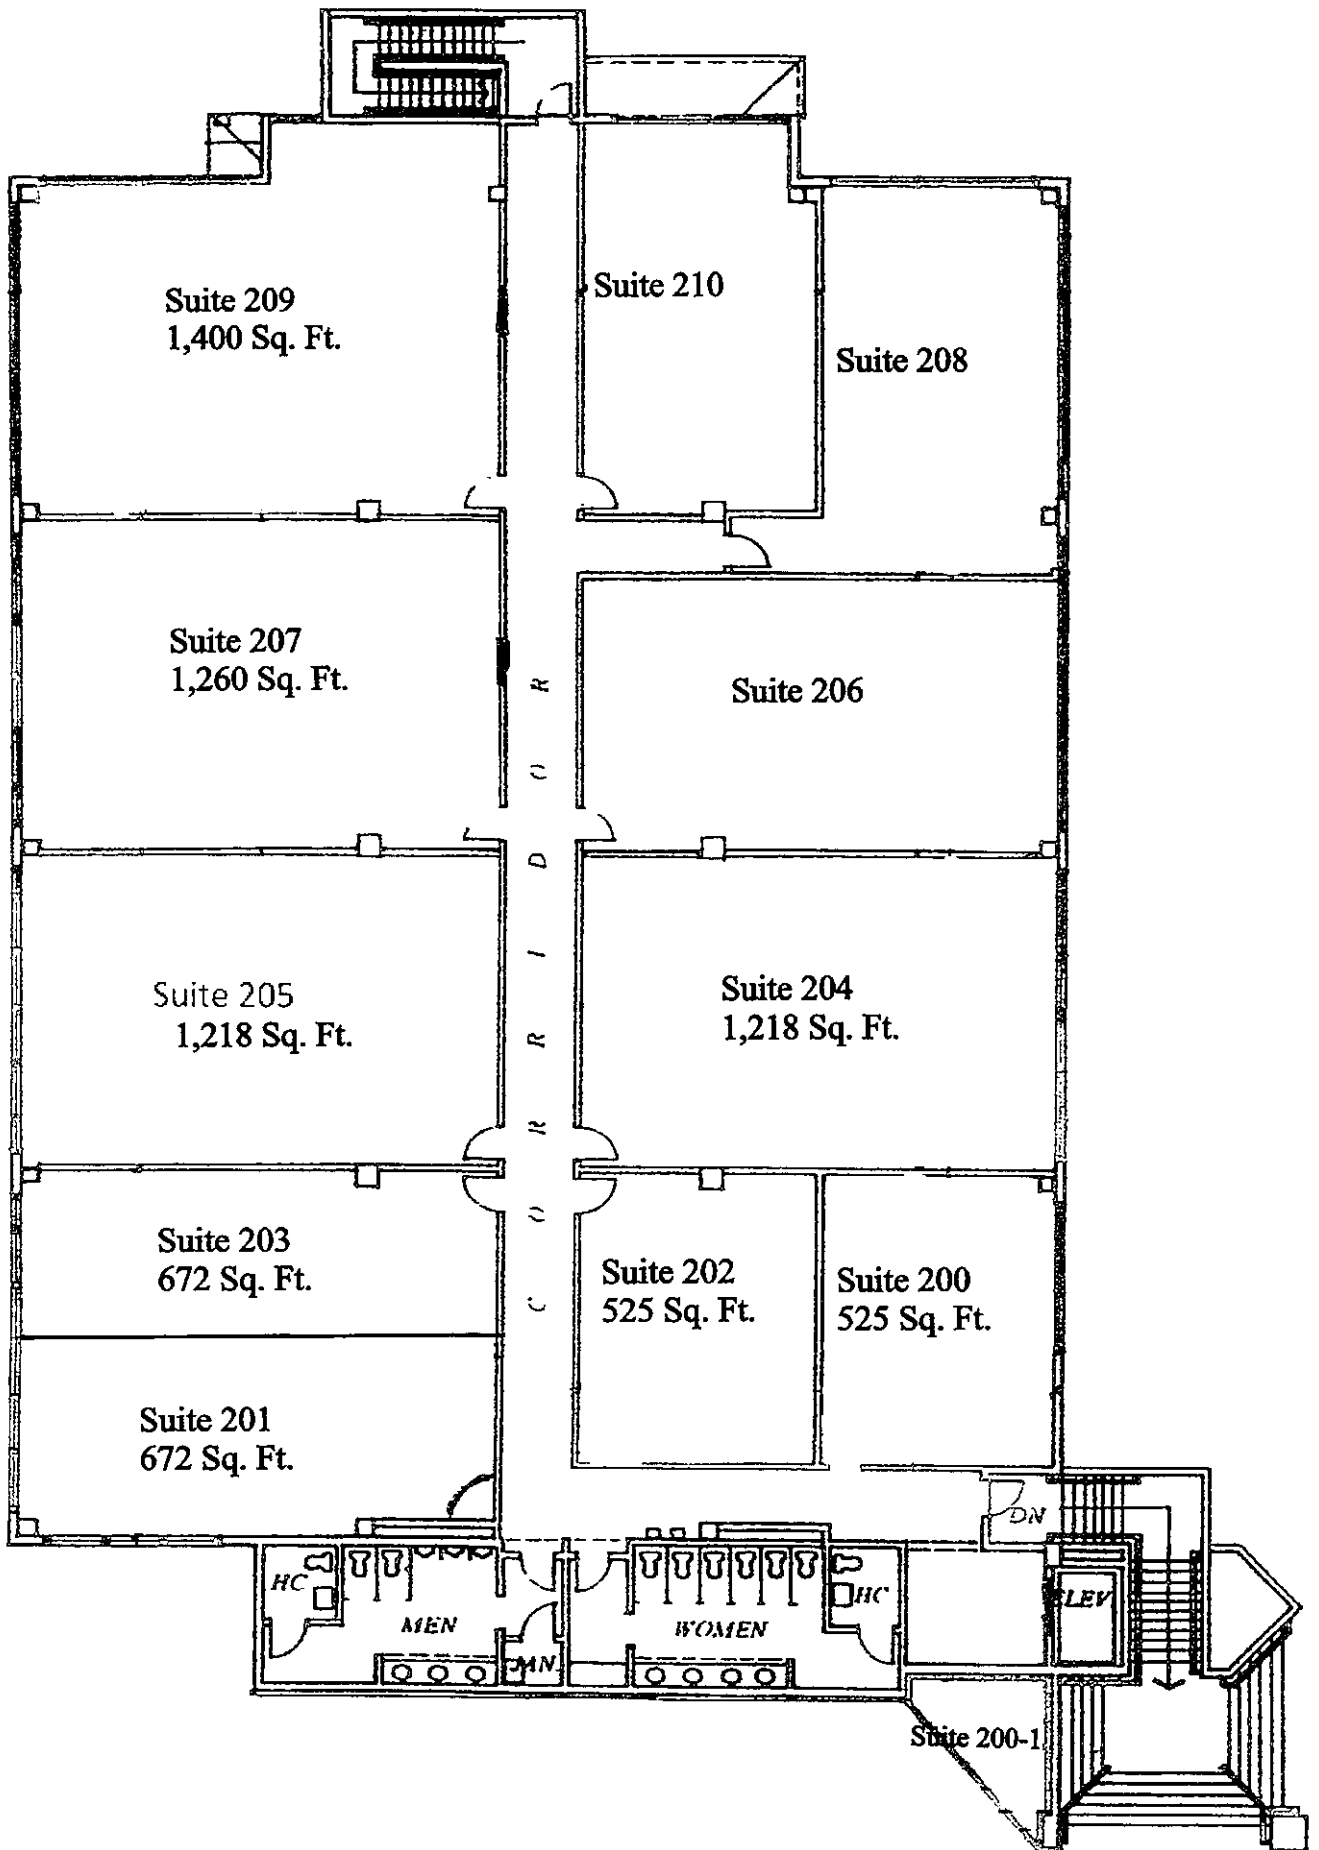 Suite 209
1,400 Sq. Ft.
Suite 210
Suite 208
Suite 207
1,260 Sq. Ft.
Suite 206
Suite 205
1,218 Sq. Ft.
Suite 204
1,218 Sq. Ft.
CORRIDOR
Suite 203
672 Sq. Ft.
Suite 202
525 Sq. Ft.
Suite 200
525 Sq. Ft.
Suite 201
672 Sq. Ft.
DN
HC
MEN
WOMEN
HC
ELEV
Suite 200-1